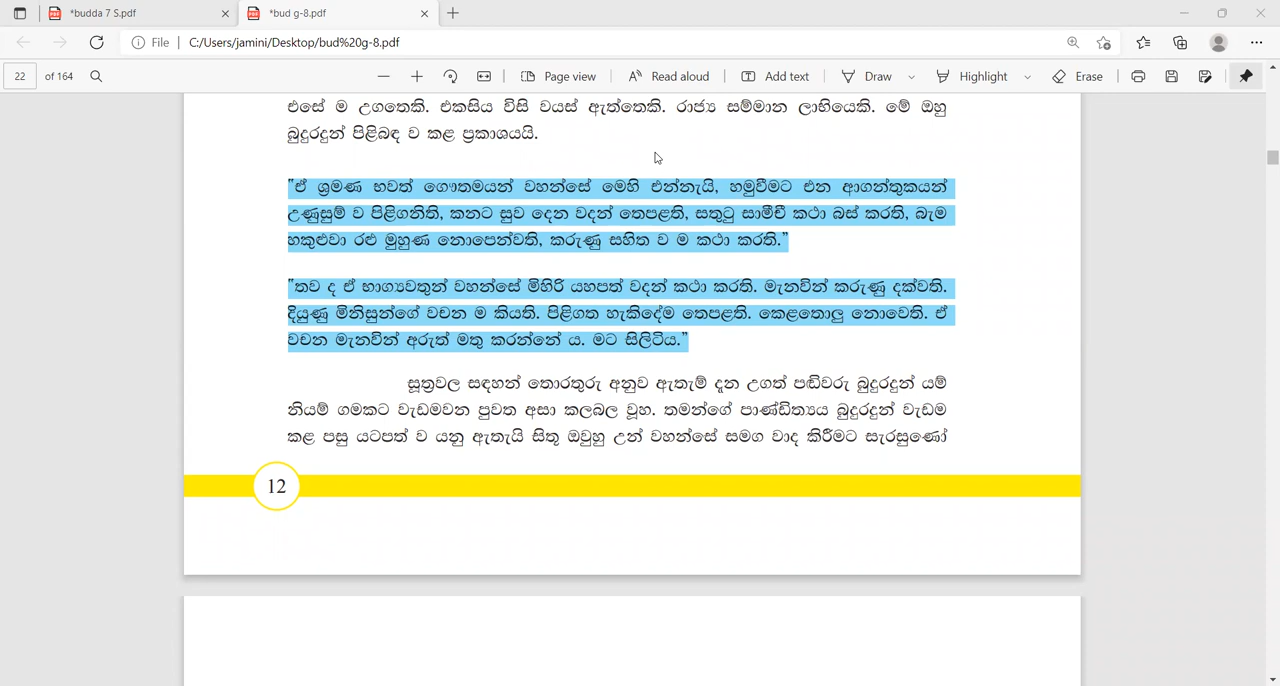 *budda 7 S.pdf
*bud g-8.pdf
File C:/Users/jamini/Desktop/bud%20g-8.pdf
22 of 164 Page view Read aloud Add text Draw Highlight Erase
එසේ ම උගතෙකි. එකසිය විසි වයස් ඇත්තෙකි. රාජ්‍ය සම්මාන ලාභියෙකි. මේ ඔහු
බුදුරදුන් පිළිබඳ ව කළ ප්‍රකාශයයි.
"ඒ ශ්‍රමණ භවත් ගෞතමයන් වහන්සේ මෙහි එන්නැයි, හමුවීමට එන ආගන්තුකයන්
උණුසුම් ව පිළිගනිති, කනට සුව දෙන වදන් තෙපළති, සතුටු සාමීචි කථා බස් කරති, බැම
හකුළුවා රළු මුහුණ නොපෙන්වති, කරුණු සහිත ව ම කථා කරති."
"තව ද ඒ භාග්‍යවතුන් වහන්සේ මිහිරි යහපත් වදන් කථා කරති. මැනවින් කරුණු දක්වති.
දියුණු මිනිසුන්ගේ වචන ම කියති. පිළිගත හැකිදේම තෙපළති. කෙළතොලු නොවෙති. ඒ
වචන මැනවින් අරුත් මතු කරන්නේ ය. මට සිලිටිය."
සූත්‍රවල සඳහන් තොරතුරු අනුව ඇතැම් දැන උගත් පඬිවරු බුදුරදුන් යම්
නියම් ගමකට වැඩමවන පුවත අසා කලබල වූහ. තමන්ගේ පාණ්ඩිත්‍යය බුදුරදුන් වැඩම
කළ පසු යටපත් ව යනු ඇතැයි සිතූ ඔවුහු උන් වහන්සේ සමග වාද කිරීමට සැරසුණෝ
12